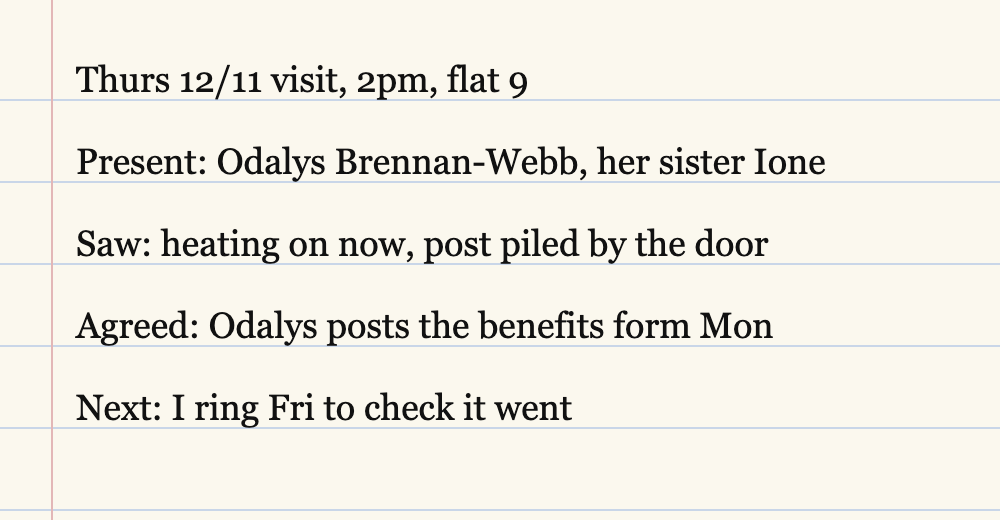 Thurs 12/11 visit, 2pm, flat 9
Present: Odalys Brennan-Webb, her sister Ione
Saw: heating on now, post piled by the door
Agreed: Odalys posts the benefits form Mon
Next: I ring Fri to check it went